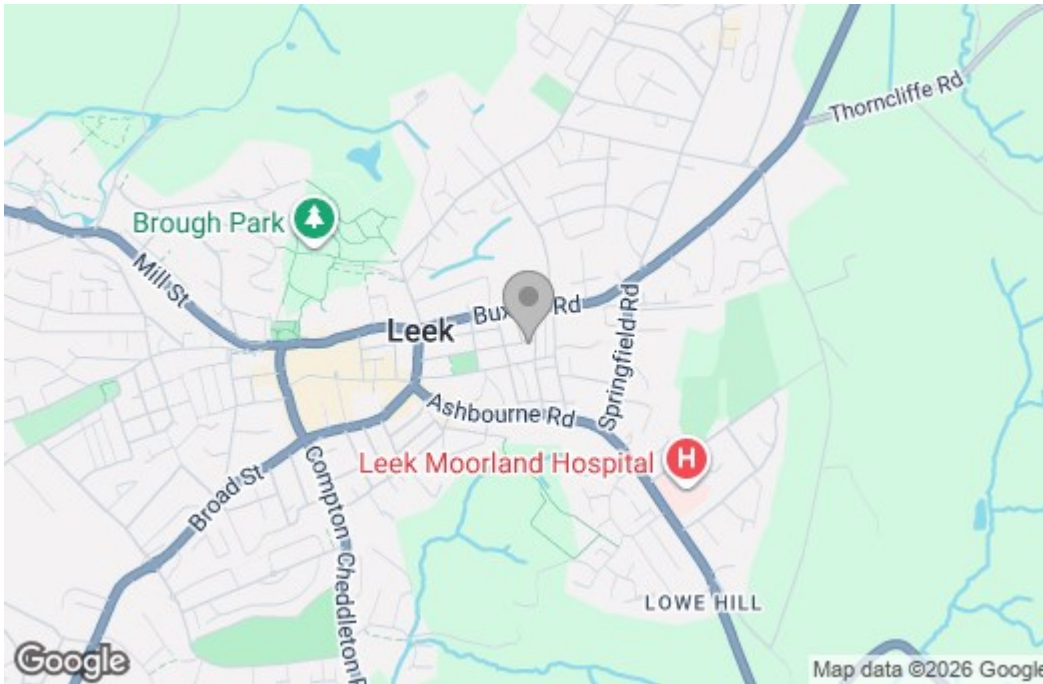 Thorncliffe Rd
Brough Park
Mill St
Bux Rd
Leek
Springfield Rd
Ashbourne Rd
Leek Moorland Hospital
H
Broad St
Compton
Cheddleton R
LOWE HILL
Google
Map data ©2026 Google